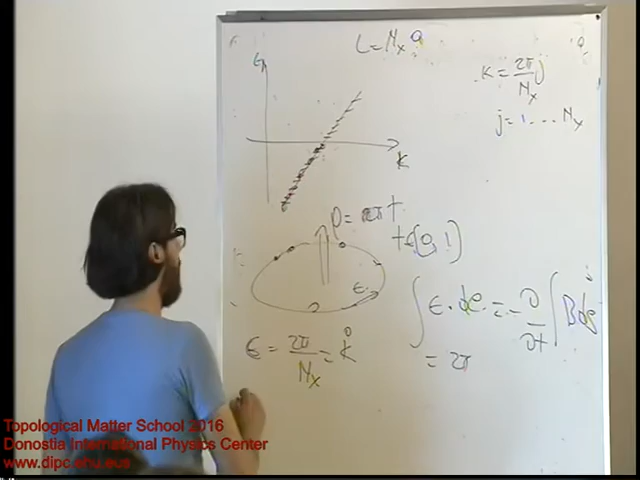 L = Nₓ a
K = 2π/Nₓ j
j = 1 ... Nₓ
K
t ∈ [0, 1]
∫ E · dl = - ∂/∂t ∫ B ds
= 2π
E = 2π/Nₓ = k̇
Topological Matter School 2016
Donostia International Physics Center
www.dipc.ehu.eus